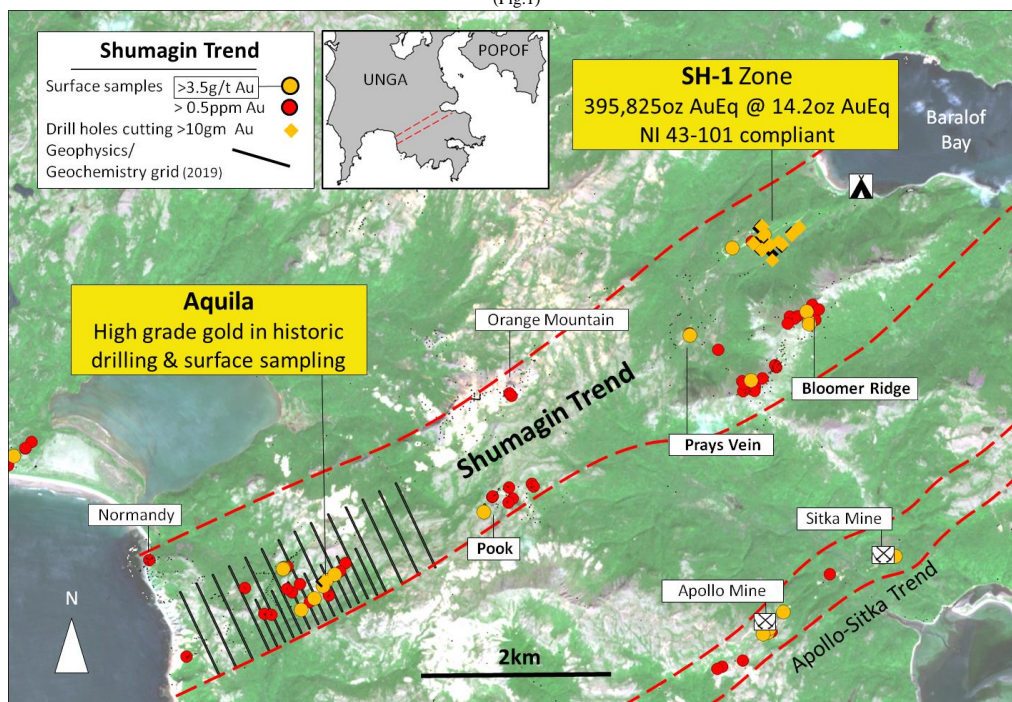 (Fig.1)
Shumagin Trend
Surface samples >3.5g/t Au
> 0.5ppm Au
Drill holes cutting >10gm Au
Geophysics/
Geochemistry grid (2019)
UNGA
POPOF
SH-1 Zone
395,825oz AuEq @ 14.2oz AuEq
NI 43-101 compliant
Baralof
Bay
Aquila
High grade gold in historic
drilling & surface sampling
Orange Mountain
Shumagin Trend
Bloomer Ridge
Prays Vein
Normandy
Pook
Sitka Mine
Apollo Mine
Apollo-Sitka Trend
N
2km